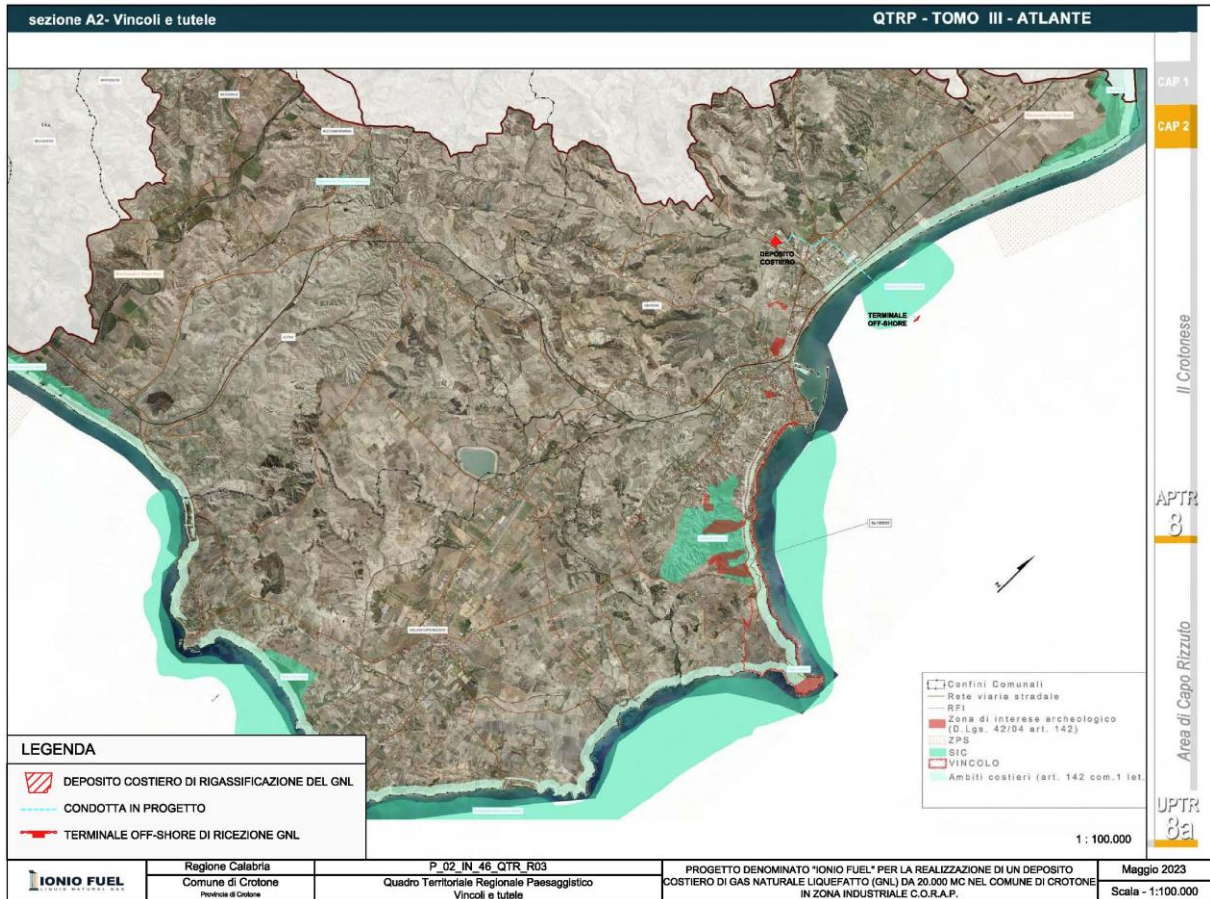 sezione A2- Vincoli e tutele
QTRP - TOMO III - ATLANTE
CAP 1
CAP 2
Il Crotonese
APTR
8
Area di Capo Rizzuto
UPTR
8a
DEPOSITO
COSTIERO
TERMINALE
OFF-SHORE
N
Confini Comunali
Rete viaria stradale
RFI
Zona di interese archeologico
(D.Lgs. 42/04 art. 142)
ZPS
SIC
VINCOLO
Ambiti costieri (art. 142 com.1 let.
1 : 100.000
LEGENDA
DEPOSITO COSTIERO DI RIGASSIFICAZIONE DEL GNL
CONDOTTA IN PROGETTO
TERMINALE OFF-SHORE DI RICEZIONE GNL
IONIO FUEL
LIQUID NATURAL GAS
Regione Calabria
Comune di Crotone
Provincia di Crotone
P_02_IN_46_QTR_R03
Quadro Territoriale Regionale Paesaggistico
Vincoli e tutele
PROGETTO DENOMINATO "IONIO FUEL" PER LA REALIZZAZIONE DI UN DEPOSITO
COSTIERO DI GAS NATURALE LIQUEFATTO (GNL) DA 20.000 MC NEL COMUNE DI CROTONE
IN ZONA INDUSTRIALE C.O.R.A.P.
Maggio 2023
Scala - 1:100.000